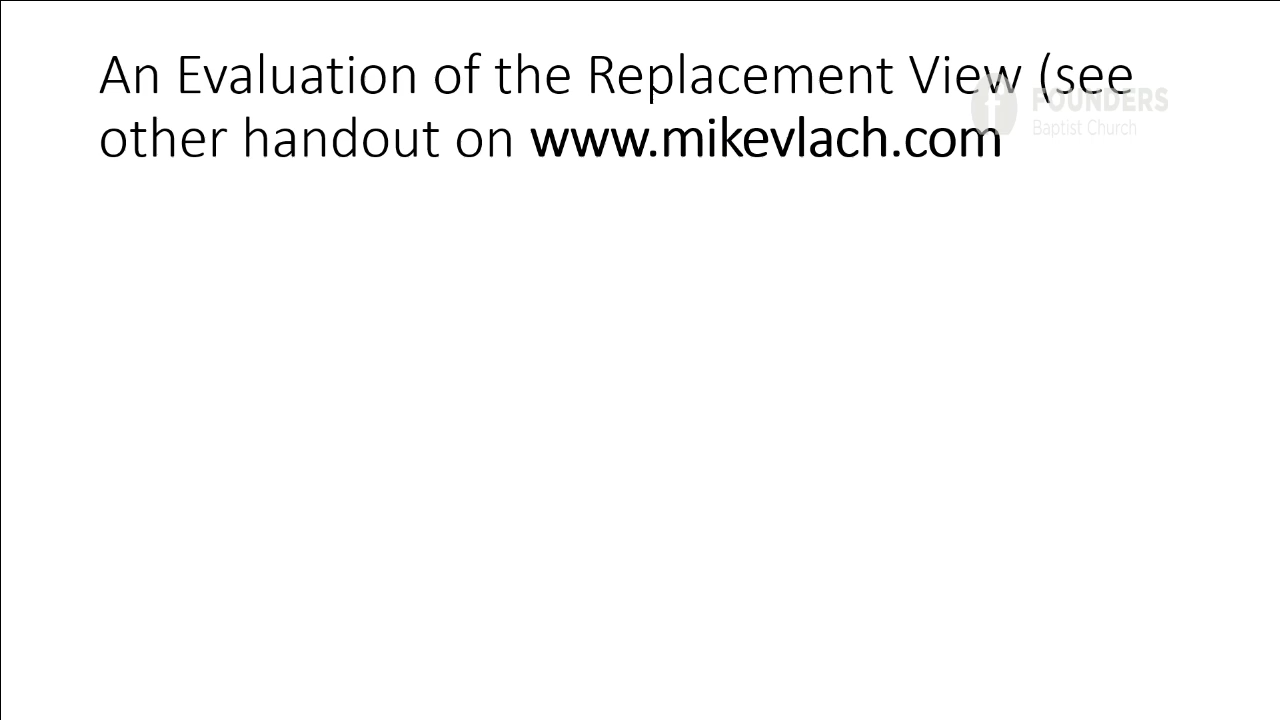 An Evaluation of the Replacement View (see
other handout on www.mikevlach.com
FOUNDERS
Baptist Church